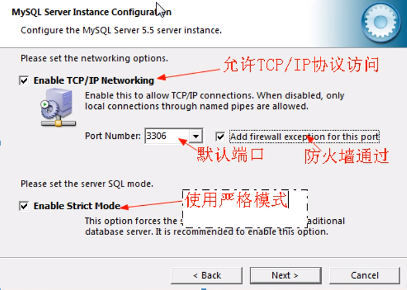 MySQL Server Instance Configuration
Configure the MySQL Server 5.5 server instance.
Please set the networking options.
Enable TCP/IP Networking
允许TCP/IP协议访问
Enable this to allow TCP/IP connections. When disabled, only
local connections through named pipes are allowed.
Port Number: 3306
Add firewall exception for this port
默认端口
防火墙通过
Please set the server SQL mode.
Enable Strict Mode
使用严格模式
This option forces the s
aditional
database server. It is recommended to enable this option.
< Back
Next >
Cancel